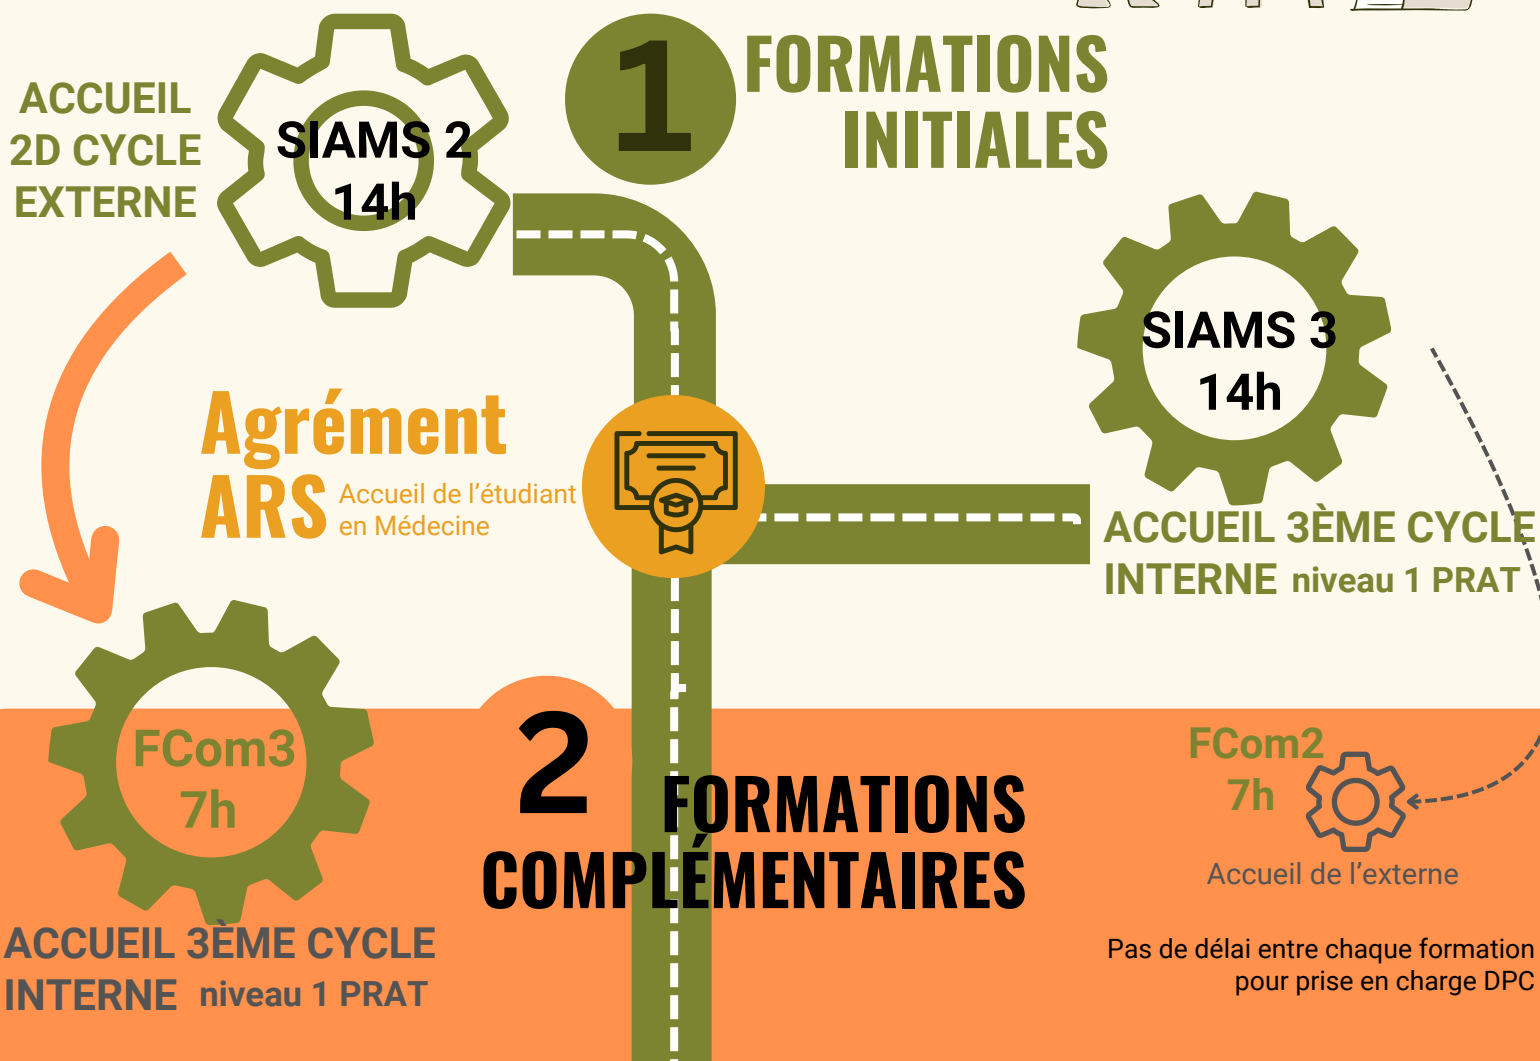 ACCUEIL
2D CYCLE
EXTERNE
SIAMS 2
14h
1
FORMATIONS
INITIALES
SIAMS 3
14h
Agrément
ARS
Accueil de l'étudiant
en Médecine
ACCUEIL 3ÈME CYCLE
INTERNE niveau 1 PRAT
FCom3
7h
2
FORMATIONS
COMPLÉMENTAIRES
FCom2
7h
Accueil de l'externe
ACCUEIL 3ÈME CYCLE
INTERNE niveau 1 PRAT
Pas de délai entre chaque formation
pour prise en charge DPC